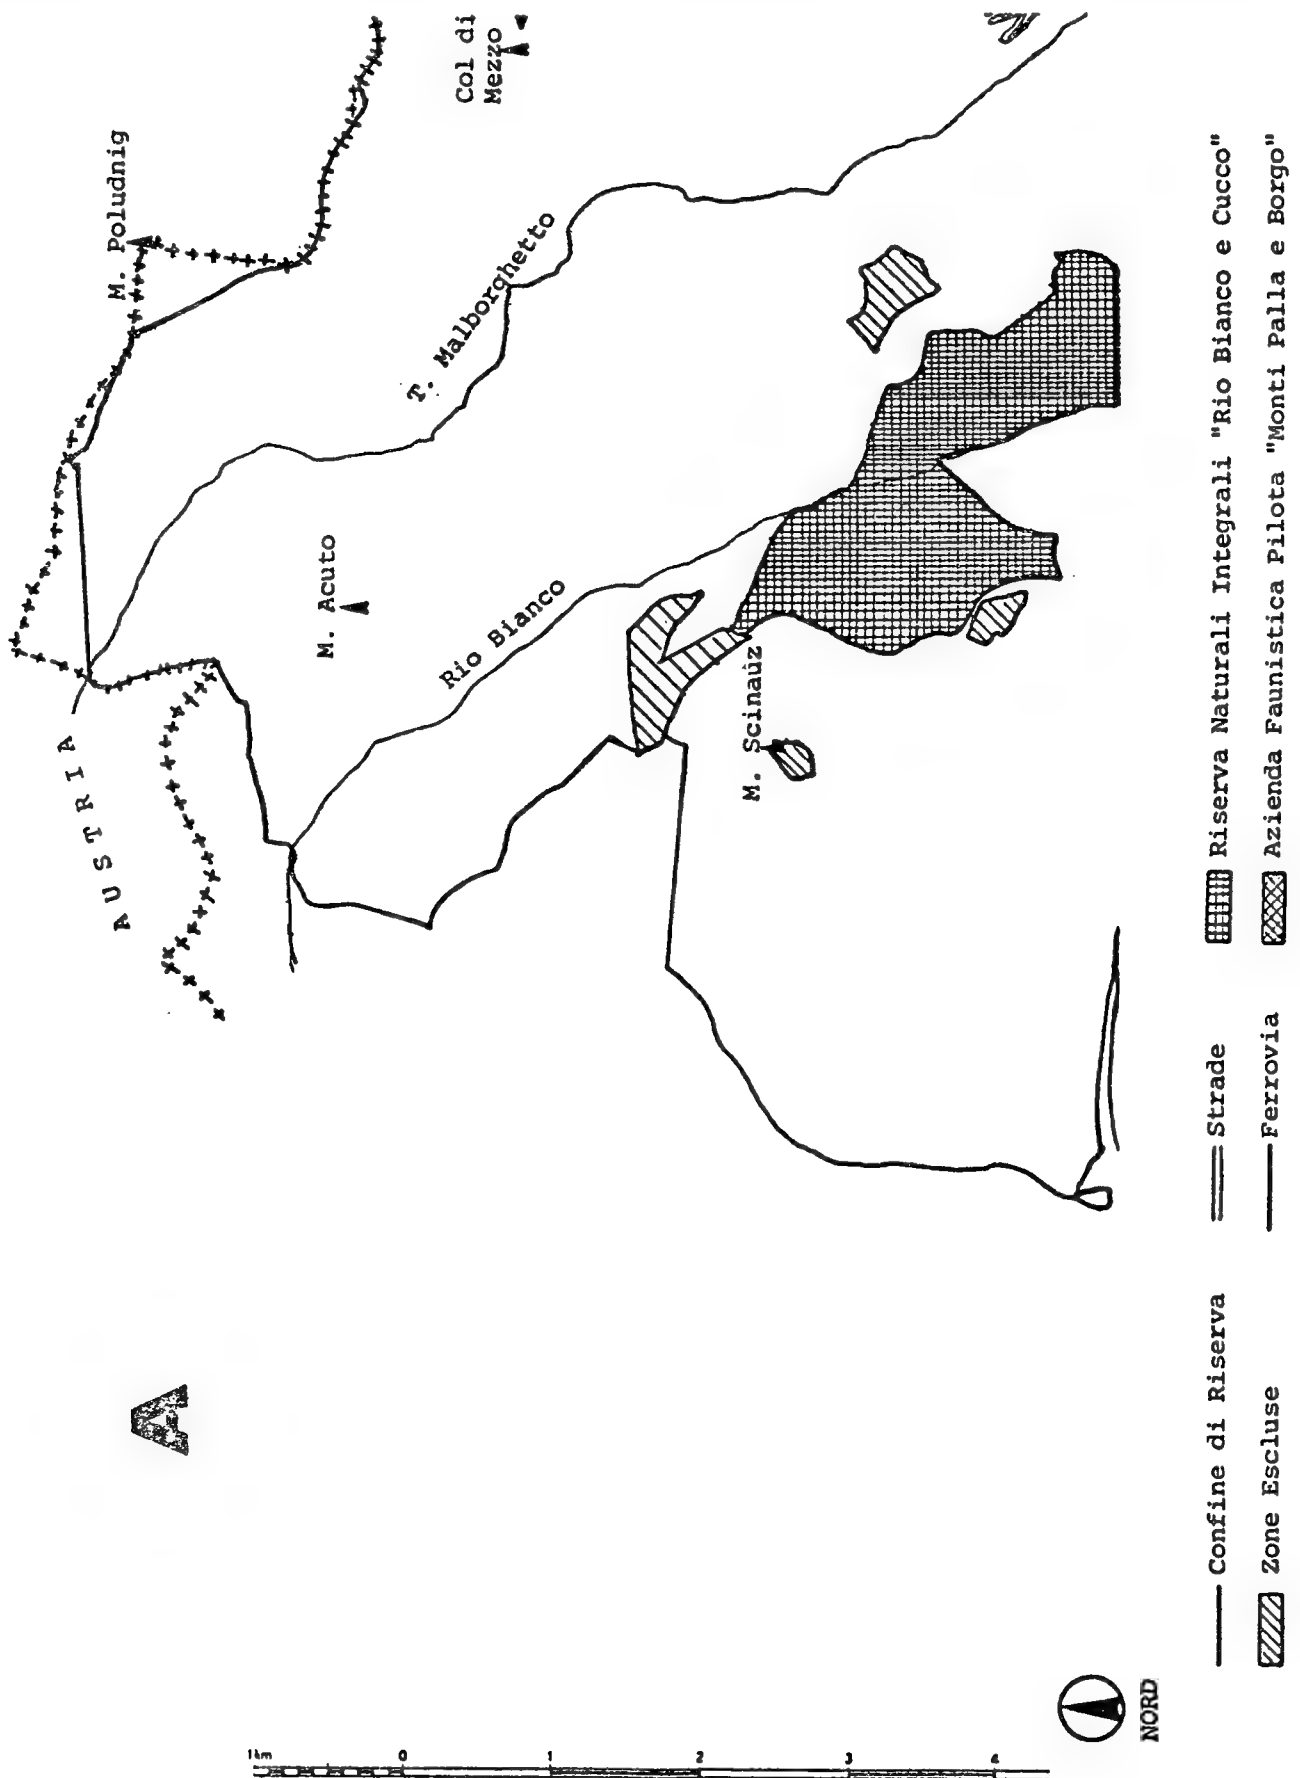 A
AUSTRIA
M. Poludnig
Col di
Mezzo
M. Acuto
T. Malborghetto
Rio Bianco
M. Scinauz
1km
0
1
2
3
4
NORD
Confine di Riserva
Strade
Riserva Naturali Integrali "Rio Bianco e Cucco"
Zone Escluse
Ferrovia
Azienda Faunistica Pilota "Monti Palla e Borgo"